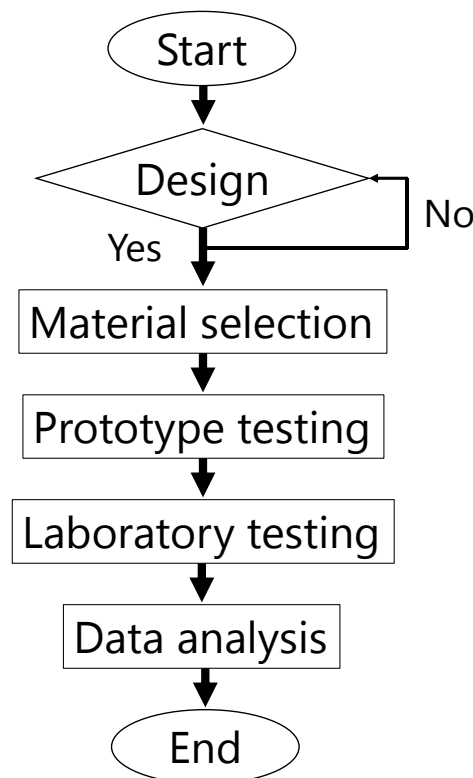 Start
Design
No
Yes
Material selection
Prototype testing
Laboratory testing
Data analysis
End